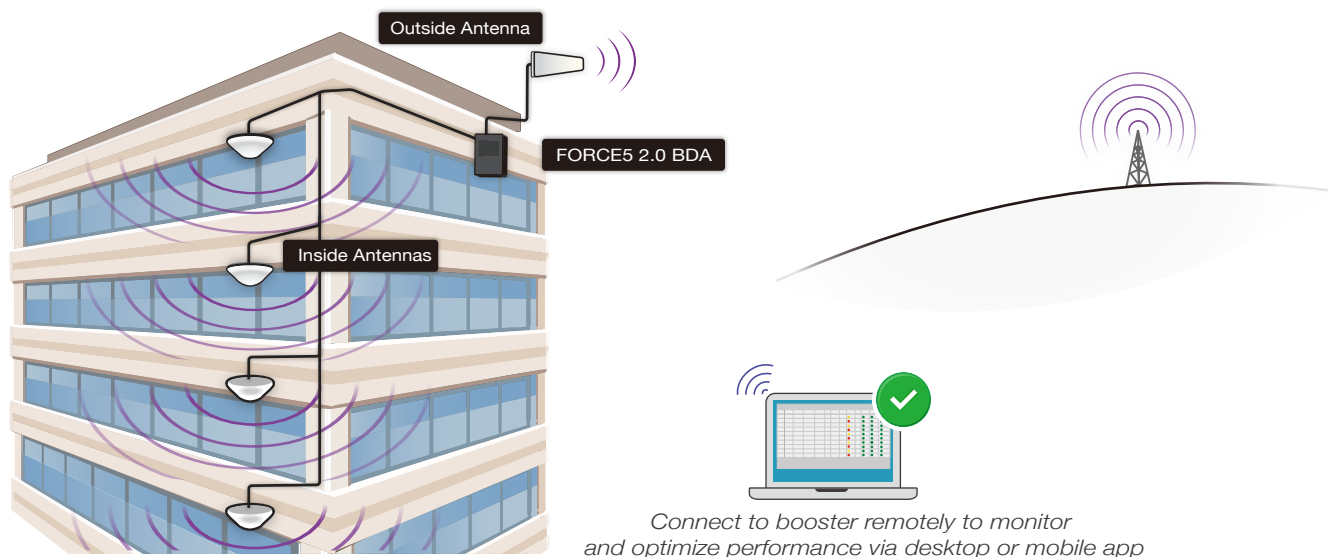 Outside Antenna
FORCE5 2.0 BDA
Inside Antennas
Connect to booster remotely to monitor
and optimize performance via desktop or mobile app